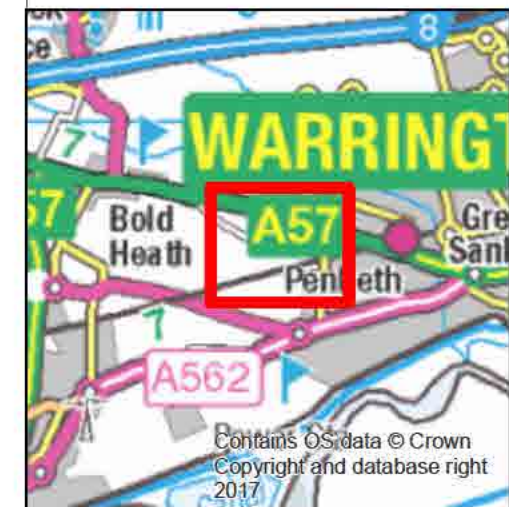 8
7
WARRINGT
57
Bold
Heath
A57
Gre
Sanl
Penketh
7
A562
Contains OS data © Crown
Copyright and database right
2017